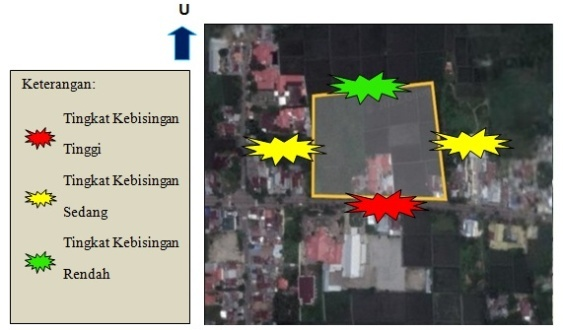 U
Keterangan:
Tingkat Kebisingan
Tinggi
Tingkat Kebisingan
Sedang
Tingkat Kebisingan
Rendah